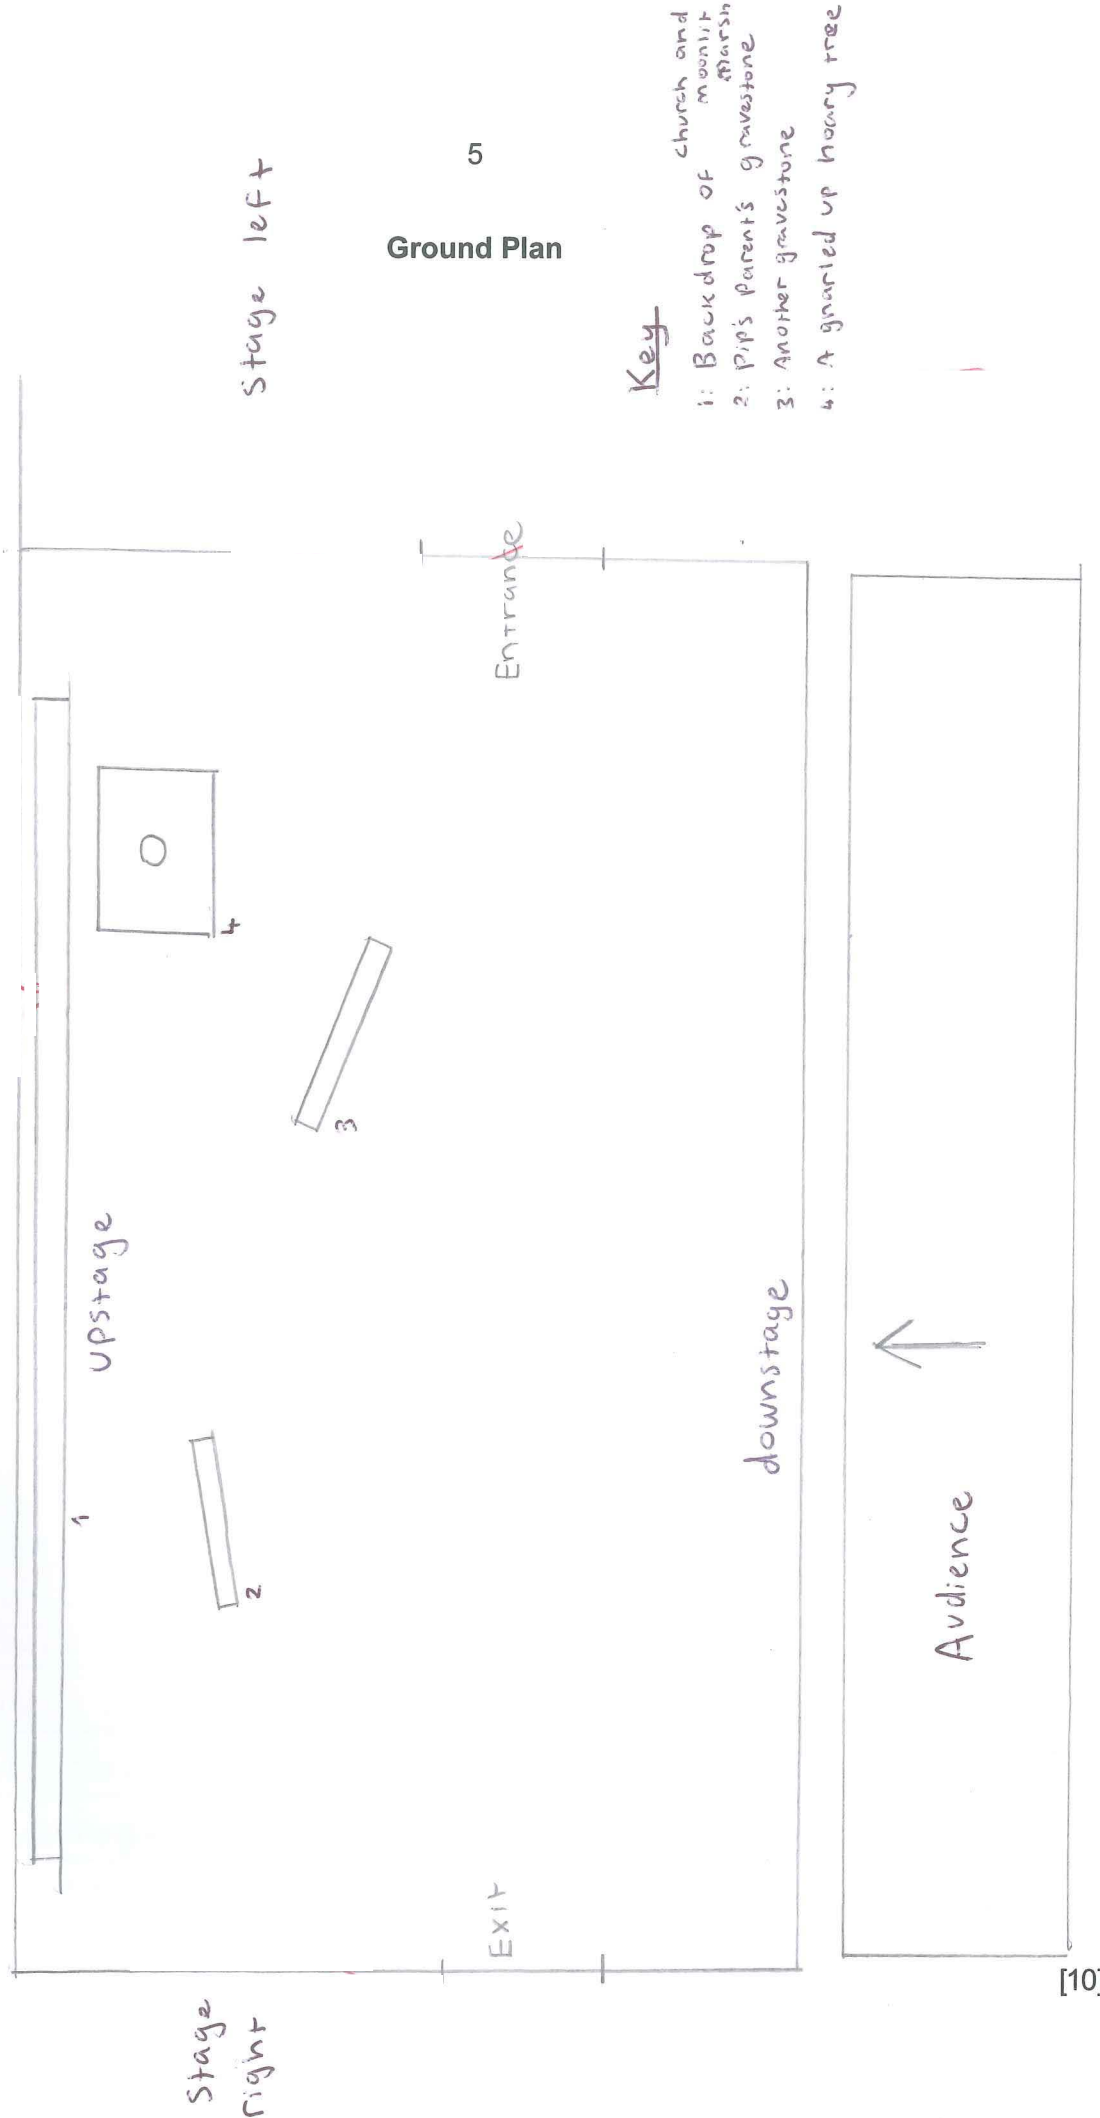 5
Ground Plan
Stage left
Key
1: Backdrop of church and
moonlit
marsh
2: Pip's Parent's gravestone
3: Another gravestone
4: A gnarled up hoary tree
Entrance
4
3
upstage
1
2
downstage
Exit
Audience
Stage
right
[10]